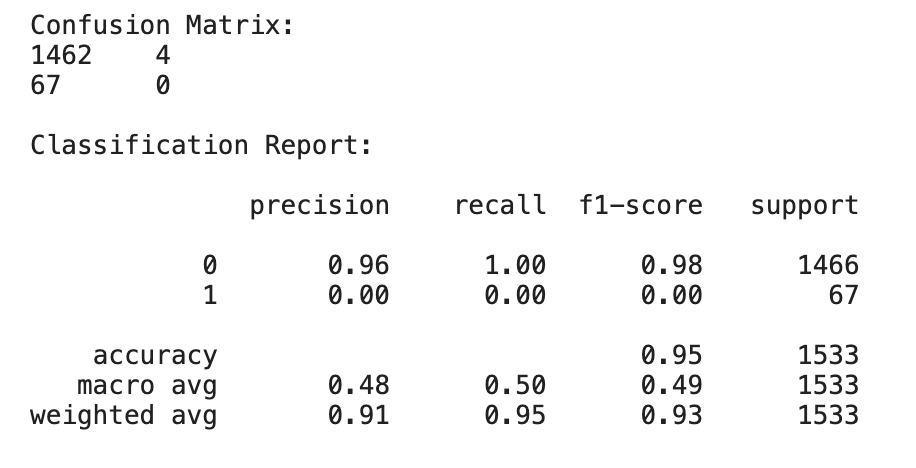 Confusion Matrix:
1462    4
67      0
Classification Report:
precision    recall  f1-score   support
0       0.96      1.00      0.98      1466
1       0.00      0.00      0.00        67
accuracy                           0.95      1533
macro avg       0.48      0.50      0.49      1533
weighted avg       0.91      0.95      0.93      1533